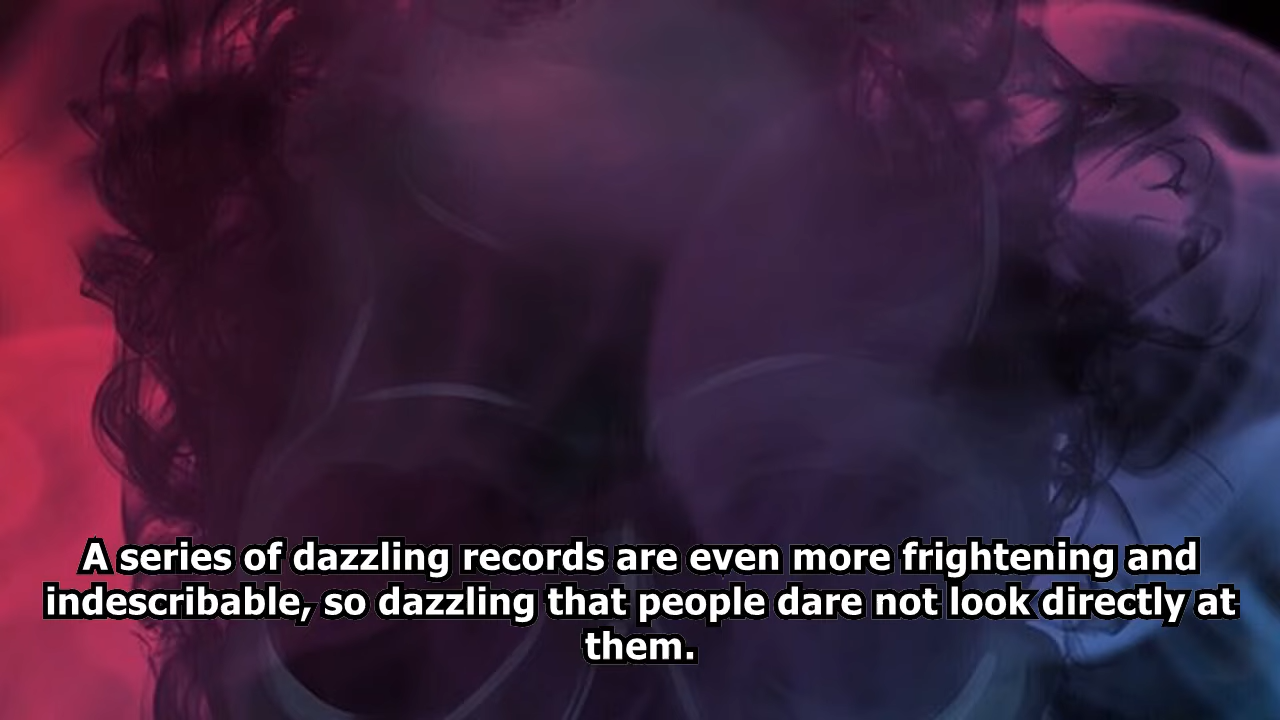 A series of dazzling records are even more frightening and
indescribable, so dazzling that people dare not look directly at
them.